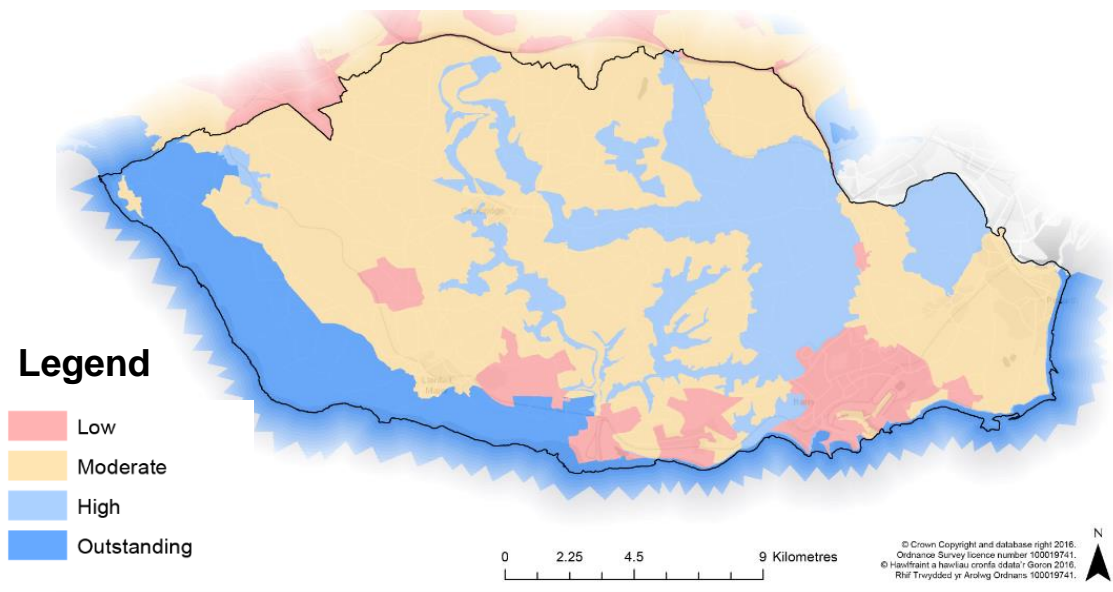 Legend
Low
Moderate
High
Outstanding
0 2.25 4.5 9 Kilometres
© Crown Copyright and database right 2016.
Ordnance Survey licence number 100019741.
© Hawlfraint a hawliau cronfa ddata'r Goron 2016.
Rhif Trwydded yr Arolwg Ordnans 100019741.
N